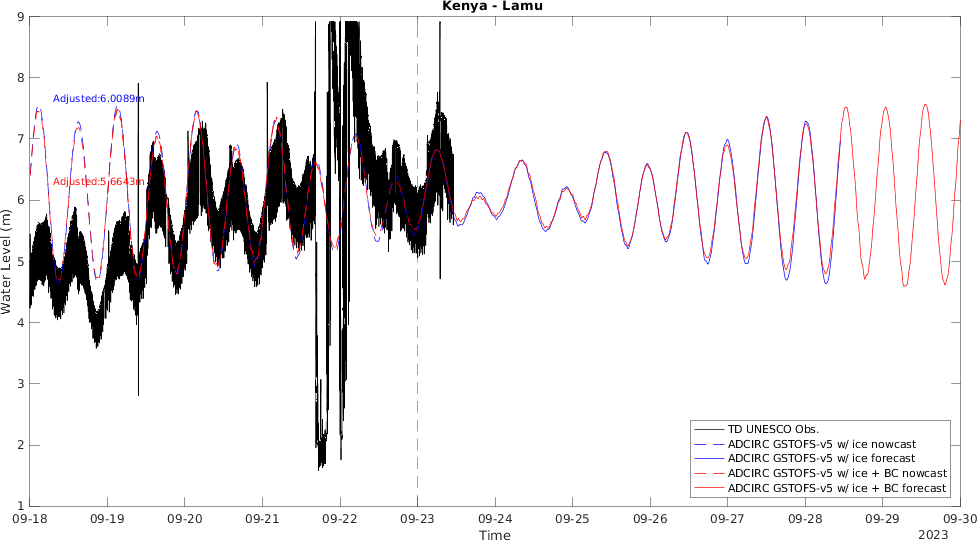 Kenya - Lamu
9
8
7
6
5
4
3
2
1
Water Level (m)
Adjusted:6.0089m
Adjusted:5.6643m
TD UNESCO Obs.
ADCIRC GSTOFS-v5 w/ ice nowcast
ADCIRC GSTOFS-v5 w/ ice forecast
ADCIRC GSTOFS-v5 w/ ice + BC nowcast
ADCIRC GSTOFS-v5 w/ ice + BC forecast
09-18 09-19 09-20 09-21 09-22 09-23 09-24 09-25 09-26 09-27 09-28 09-29 09-30
Time
2023